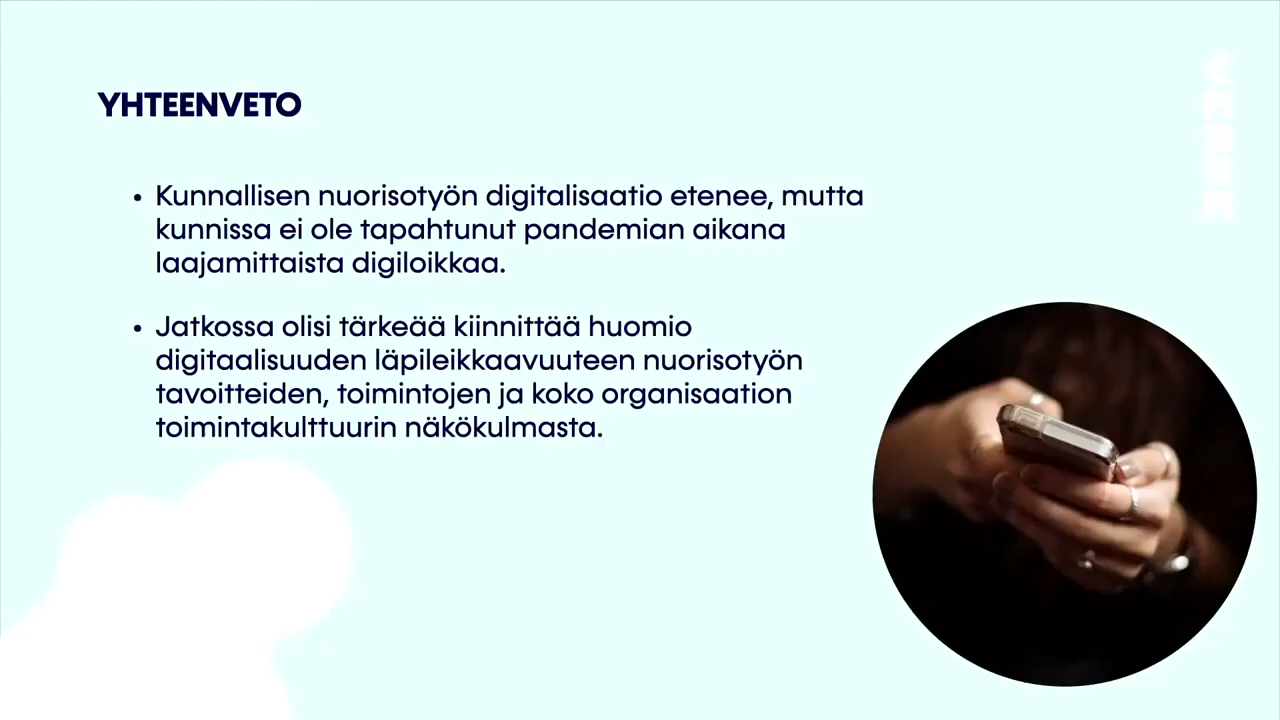 YHTEENVETO
• Kunnallisen nuorisotyön digitalisaatio etenee, mutta
kunnissa ei ole tapahtunut pandemian aikana
laajamittaista digiloikkaa.
• Jatkossa olisi tärkeää kiinnittää huomio
digitaalisuuden läpileikkaavuuteen nuorisotyön
tavoitteiden, toimintojen ja koko organisaation
toimintakulttuurin näkökulmasta.